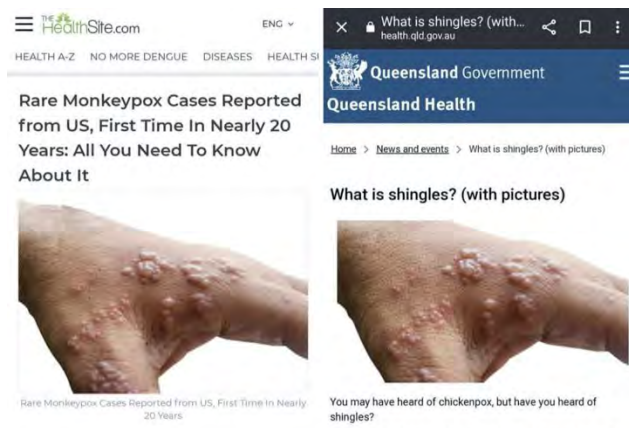 THE
HealthSite.com
ENG
HEALTH A-Z NO MORE DENGUE DISEASES HEALTH SU
Rare Monkeypox Cases Reported
from US, First Time In Nearly 20
Years: All You Need To Know
About It
Rare Monkeypox Cases Reported from US, First Time In Nearly
20 Years
What is shingles? (with...
health.qld.gov.au
Queensland Government
Queensland Health
Home > News and events > What is shingles? (with pictures)
What is shingles? (with pictures)
You may have heard of chickenpox, but have you heard of
shingles?